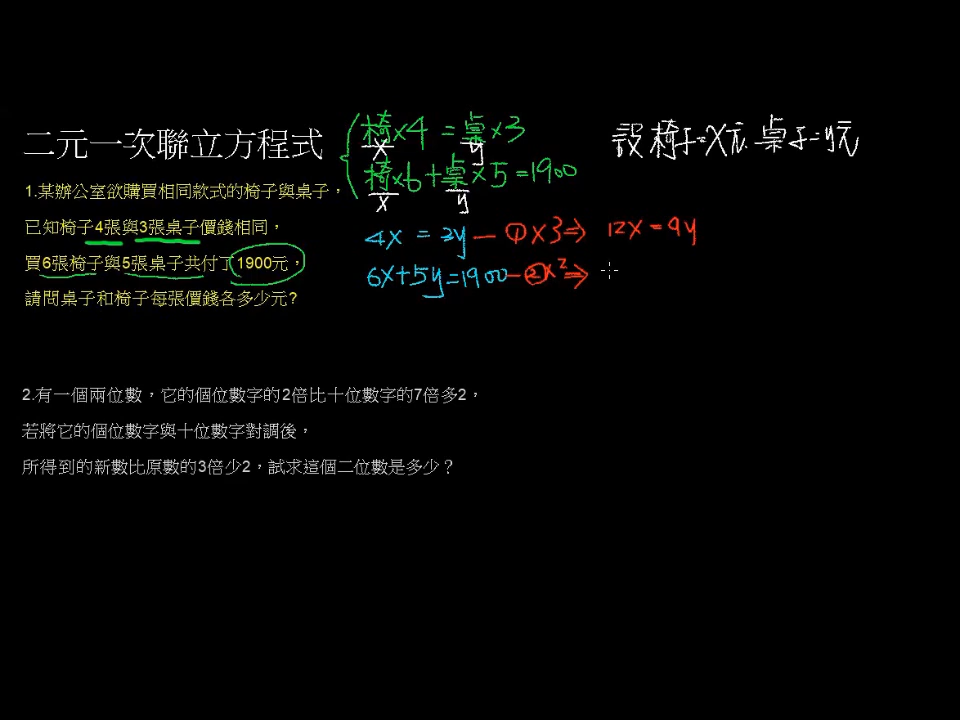 二元一次聯立方程式
1.某辦公室欲購買相同款式的椅子與桌子，
已知椅子4張與3張桌子價錢相同，
買6張椅子與5張桌子共付了1900元，
請問桌子和椅子每張價錢各多少元?
椅×4 = 桌×3
x y
椅×6+桌×5=1900
x y
4x = 3y — ①×3⇒ 12x = 9y
6x+5y=1900—②×2⇒
設椅子=x元 桌子=y元
2.有一個兩位數，它的個位數字的2倍比十位數字的7倍多2，
若將它的個位數字與十位數字對調後，
所得到的新數比原數的3倍少2，試求這個二位數是多少？